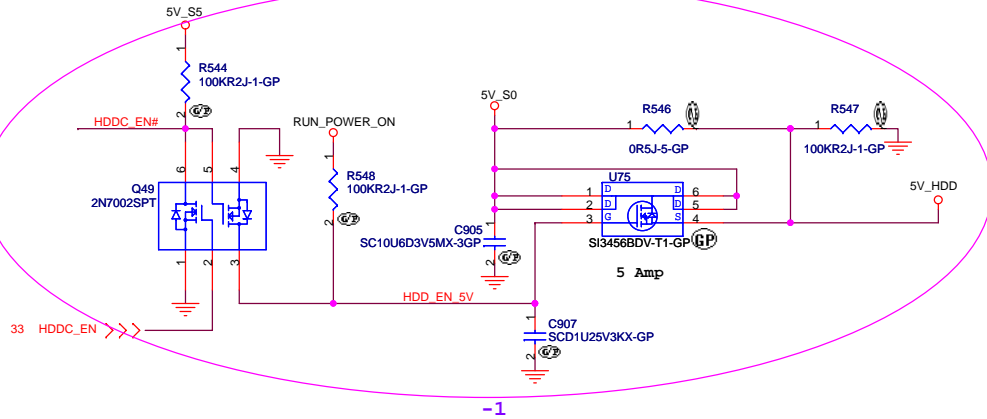 5V_S5
1
R544
100KR2J-1-GP
2
G/P
HDDC_EN#
RUN_POWER_ON
6
5
4
1
Q49
2N7002SPT
R548
100KR2J-1-GP
2
G/P
1
2
3
33 HDDC_EN
HDD_EN_5V
5V_S0
R546
1
0R5J-5-GP
R547
1
100KR2J-1-GP
U75
1
D
D
6
2
D
D
5
3
G
S
4
SI3456BDV-T1-GP
GP
5 Amp
5V_HDD
1
C905
SC10U6D3V5MX-3GP
2
G/P
1
C907
SCD1U25V3KX-GP
2
G/P
-1